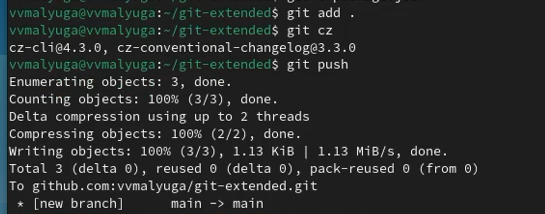 vvmalyuga@vvmalyuga:~/git-extended$ git add .
vvmalyuga@vvmalyuga:~/git-extended$ git cz
cz-cli@4.3.0, cz-conventional-changelog@3.3.0
vvmalyuga@vvmalyuga:~/git-extended$ git push
Enumerating objects: 3, done.
Counting objects: 100% (3/3), done.
Delta compression using up to 2 threads
Compressing objects: 100% (2/2), done.
Writing objects: 100% (3/3), 1.13 KiB | 1.13 MiB/s, done.
Total 3 (delta 0), reused 0 (delta 0), pack-reused 0 (from 0)
To github.com:vvmalyuga/git-extended.git
 * [new branch]      main -> main